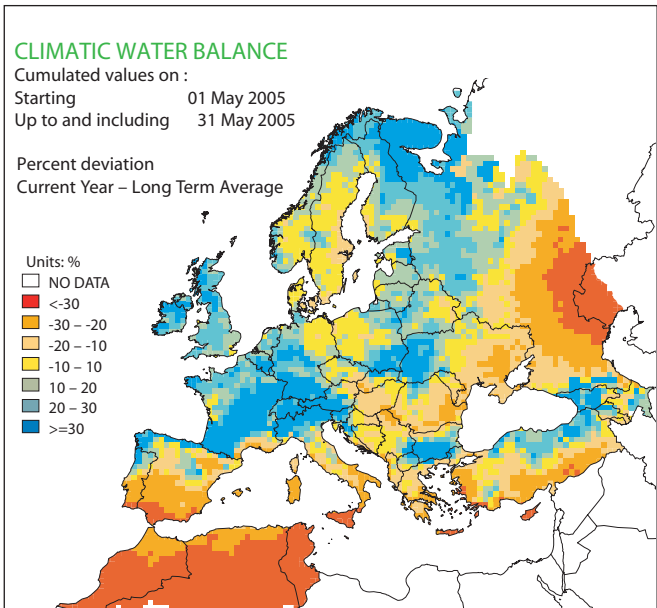 CLIMATIC WATER BALANCE
Cumulated values on :
Starting 01 May 2005
Up to and including 31 May 2005
Percent deviation
Current Year – Long Term Average
Units: %
NO DATA
<-30
-30 – -20
-20 – -10
-10 – 10
10 – 20
20 – 30
>=30